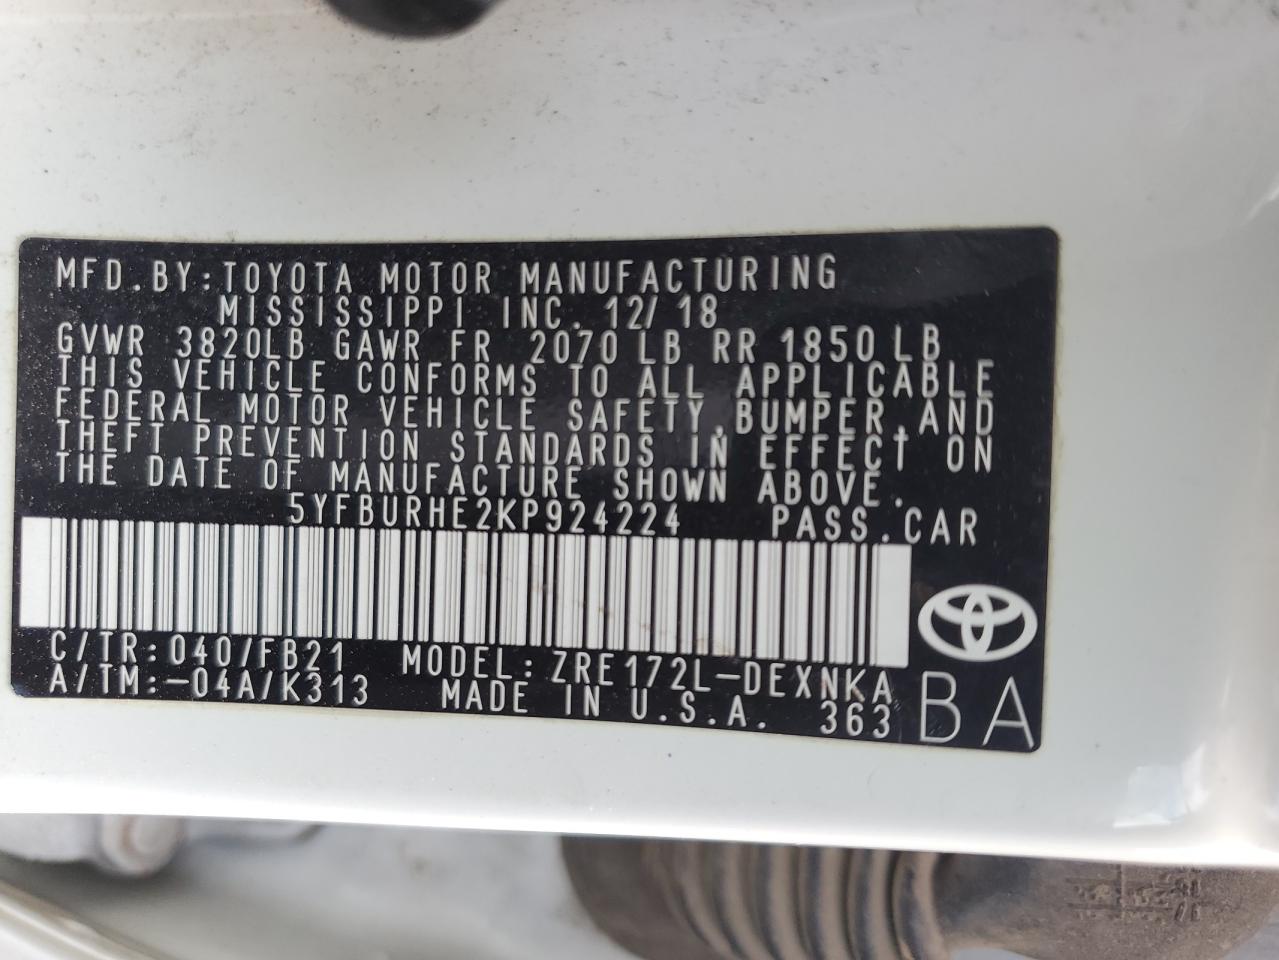 MFD.BY:TOYOTA MOTOR MANUFACTURING
MISSISSIPPI INC. 12/18
GVWR 3820LB GAWR FR 2070 LB RR 1850 LB
THIS VEHICLE CONFORMS TO ALL APPLICABLE
FEDERAL MOTOR VEHICLE SAFETY,BUMPER,AND
THEFT PREVENTION STANDARDS IN EFFECT ON
THE DATE OF MANUFACTURE SHOWN ABOVE.
5YFBURHE2KP924224 PASS.CAR
C/TR:040/FB21 MODEL:ZRE172L-DEXNKA
A/TM:-04A/K313 MADE IN U.S.A. 363
BA